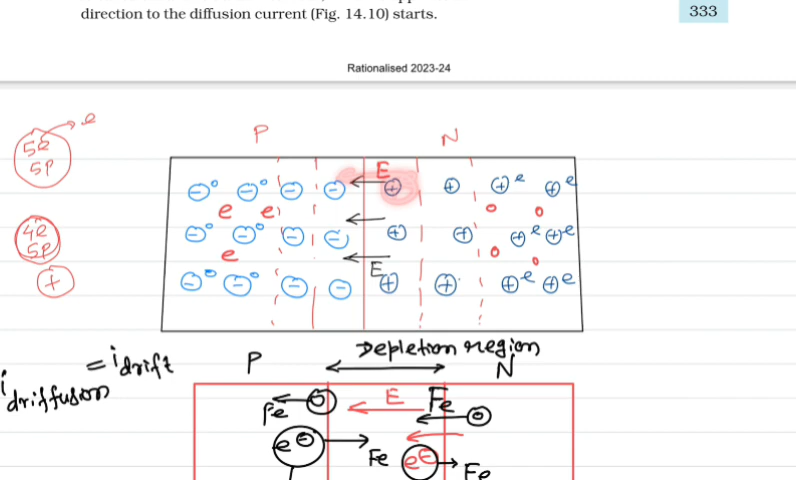 direction to the diffusion current (Fig. 14.10) starts.
333
Rationalised 2023-24
e
5e
5P
P
N
E
e e
4e
5P
e
+
E
Depletion region
= i drift
P
N
i driffuson
Fe
E
Fe
e
Fe
e
Fe